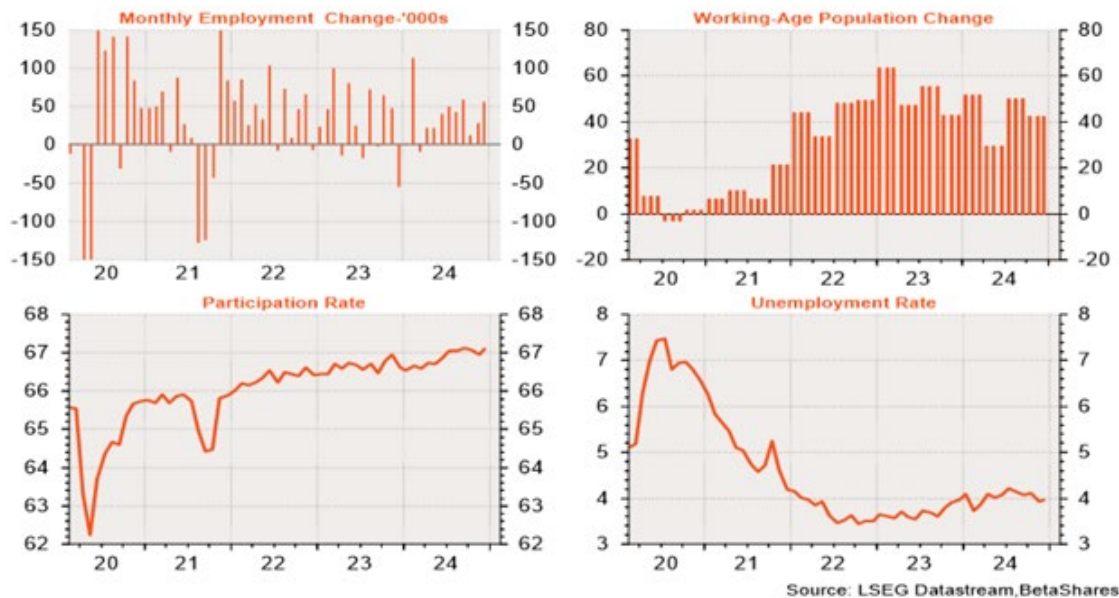 Monthly Employment Change-'000s
150 150
100 100
50 50
0 0
-50 -50
-100 -100
-150 -150
20 21 22 23 24
Working-Age Population Change
80 80
60 60
40 40
20 20
0 0
-20 -20
20 21 22 23 24
Participation Rate
68 68
67 67
66 66
65 65
64 64
63 63
62 62
20 21 22 23 24
Unemployment Rate
8 8
7 7
6 6
5 5
4 4
3 3
20 21 22 23 24
Source: LSEG Datastream,BetaShares